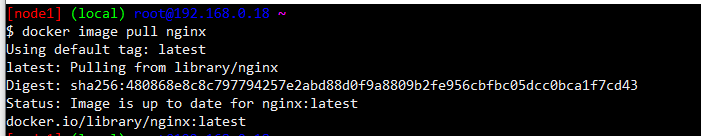 [node1] (local) root@192.168.0.18 ~
$ docker image pull nginx
Using default tag: latest
latest: Pulling from library/nginx
Digest: sha256:480868e8c8c797794257e2abd88d0f9a8809b2fe956cbfbc05dcc0bca1f7cd43
Status: Image is up to date for nginx:latest
docker.io/library/nginx:latest